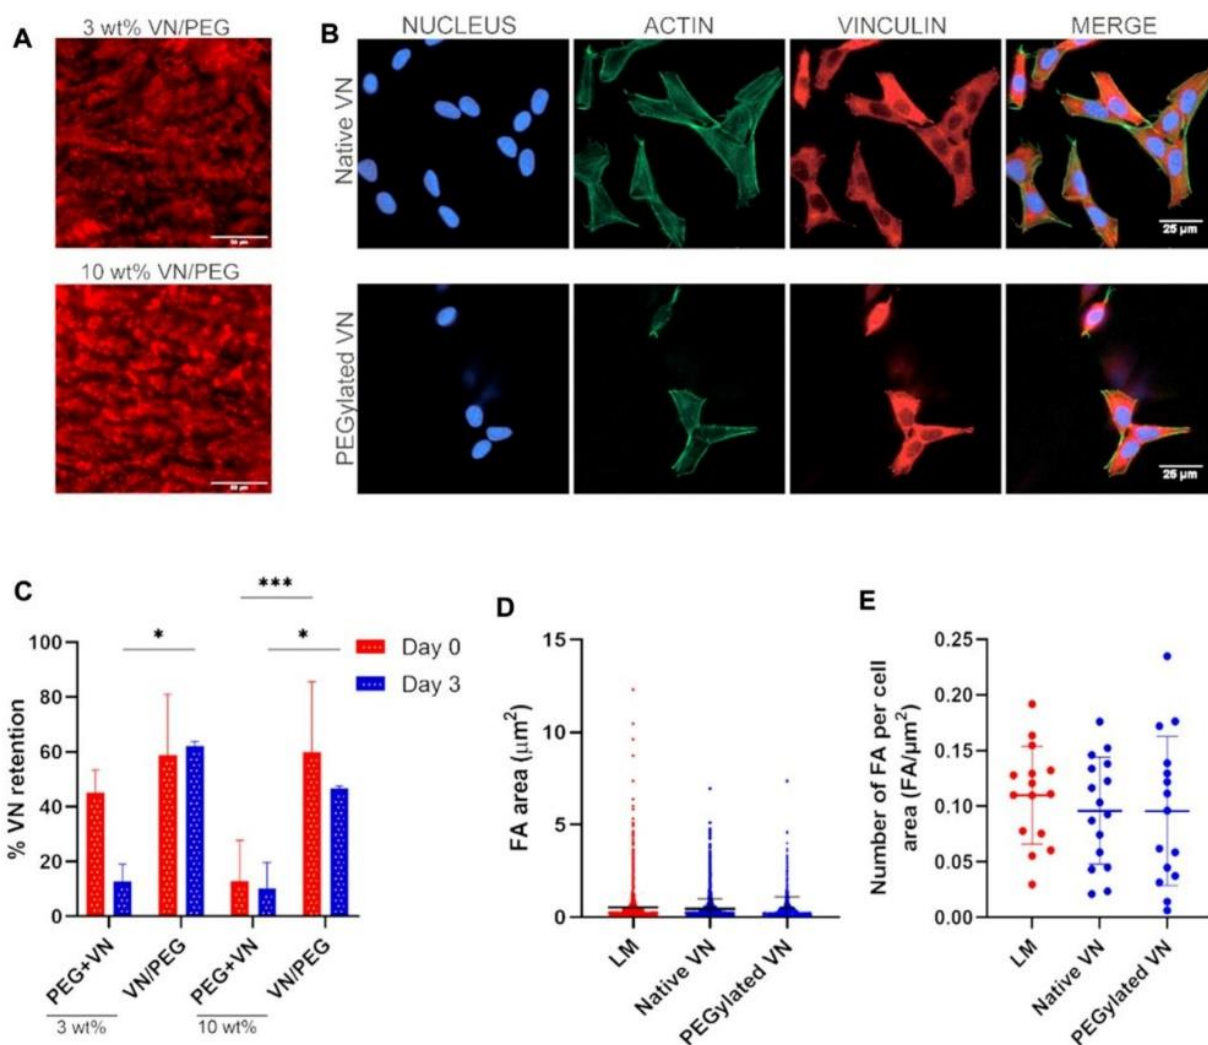 A
3 wt% VN/PEG
10 wt% VN/PEG
B
NUCLEUS
ACTIN
VINCULIN
MERGE
Native VN
25 µm
PEGylated VN
25 µm
C
% VN retention
100
80
60
40
20
0
***
*
*
Day 0
Day 3
PEG+VN
VN/PEG
PEG+VN
VN/PEG
3 wt%
10 wt%
D
FA area (µm²)
15
10
5
0
LM
Native VN
PEGylated VN
E
Number of FA per cell
area (FA/µm²)
0.25
0.20
0.15
0.10
0.05
0.00
LM
Native VN
PEGylated VN